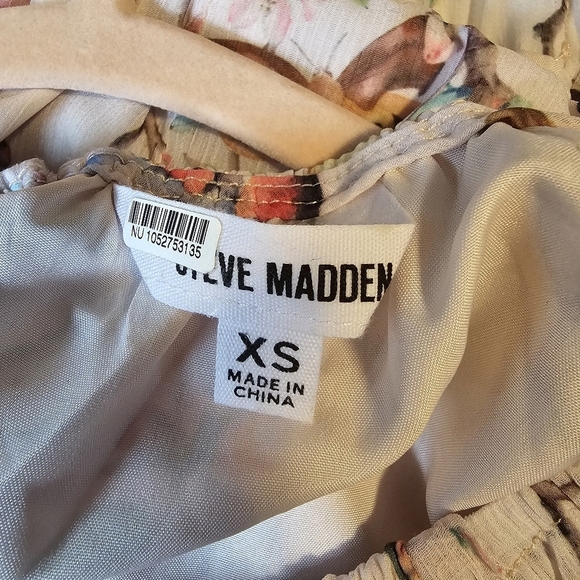 NU 1052753135
STEVE MADDEN
XS
MADE IN
CHINA